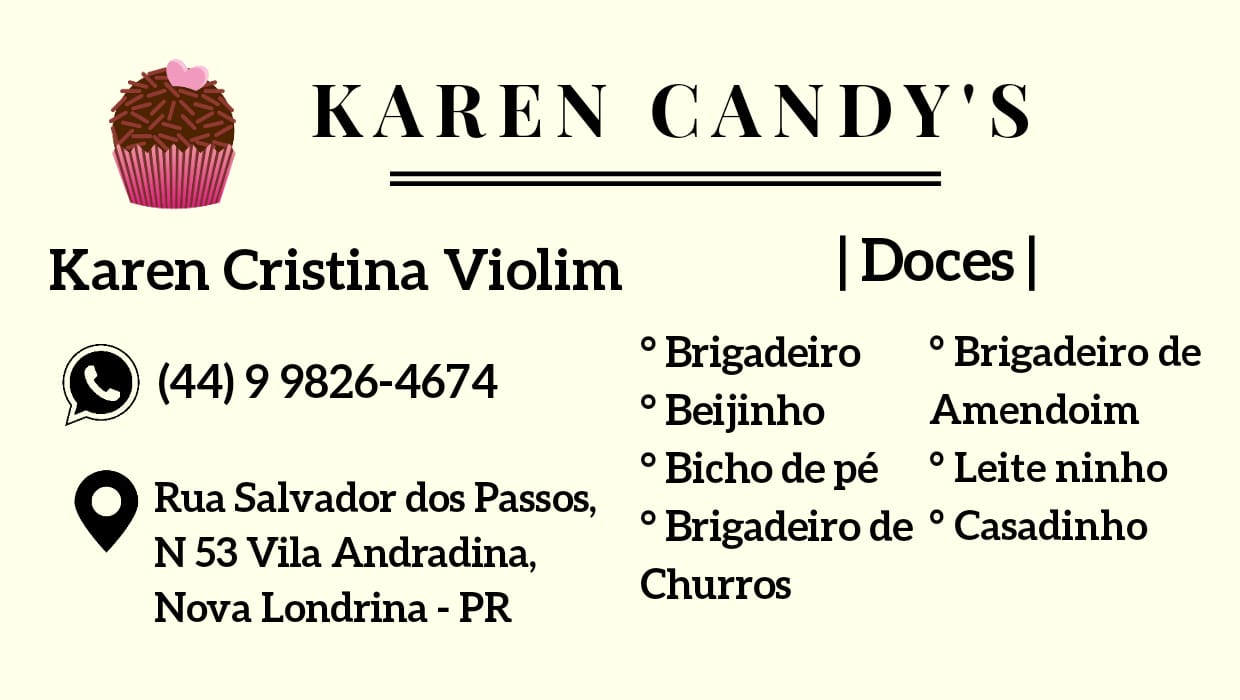 KAREN CANDY'S
Karen Cristina Violim
(44) 9 9826-4674
Rua Salvador dos Passos,
N 53 Vila Andradina,
Nova Londrina - PR
|Doces|
° Brigadeiro
° Beijinho
° Bicho de pé
° Brigadeiro de
Churros
° Brigadeiro de
Amendoim
° Leite ninho
° Casadinho